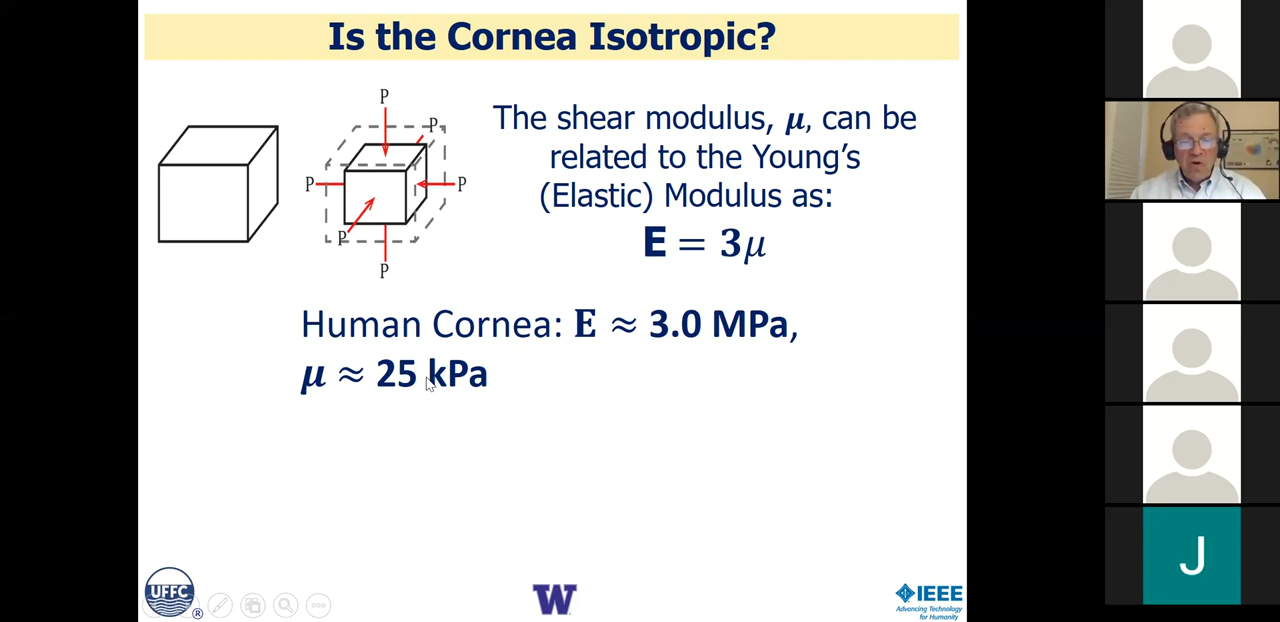 Is the Cornea Isotropic?
P
P
P
P
P
P
The shear modulus, μ, can be
related to the Young's
(Elastic) Modulus as:
E = 3μ
Human Cornea: E ≈ 3.0 MPa,
μ ≈ 25 kPa
UFFC
®
W
IEEE
Advancing Technology
for Humanity
J